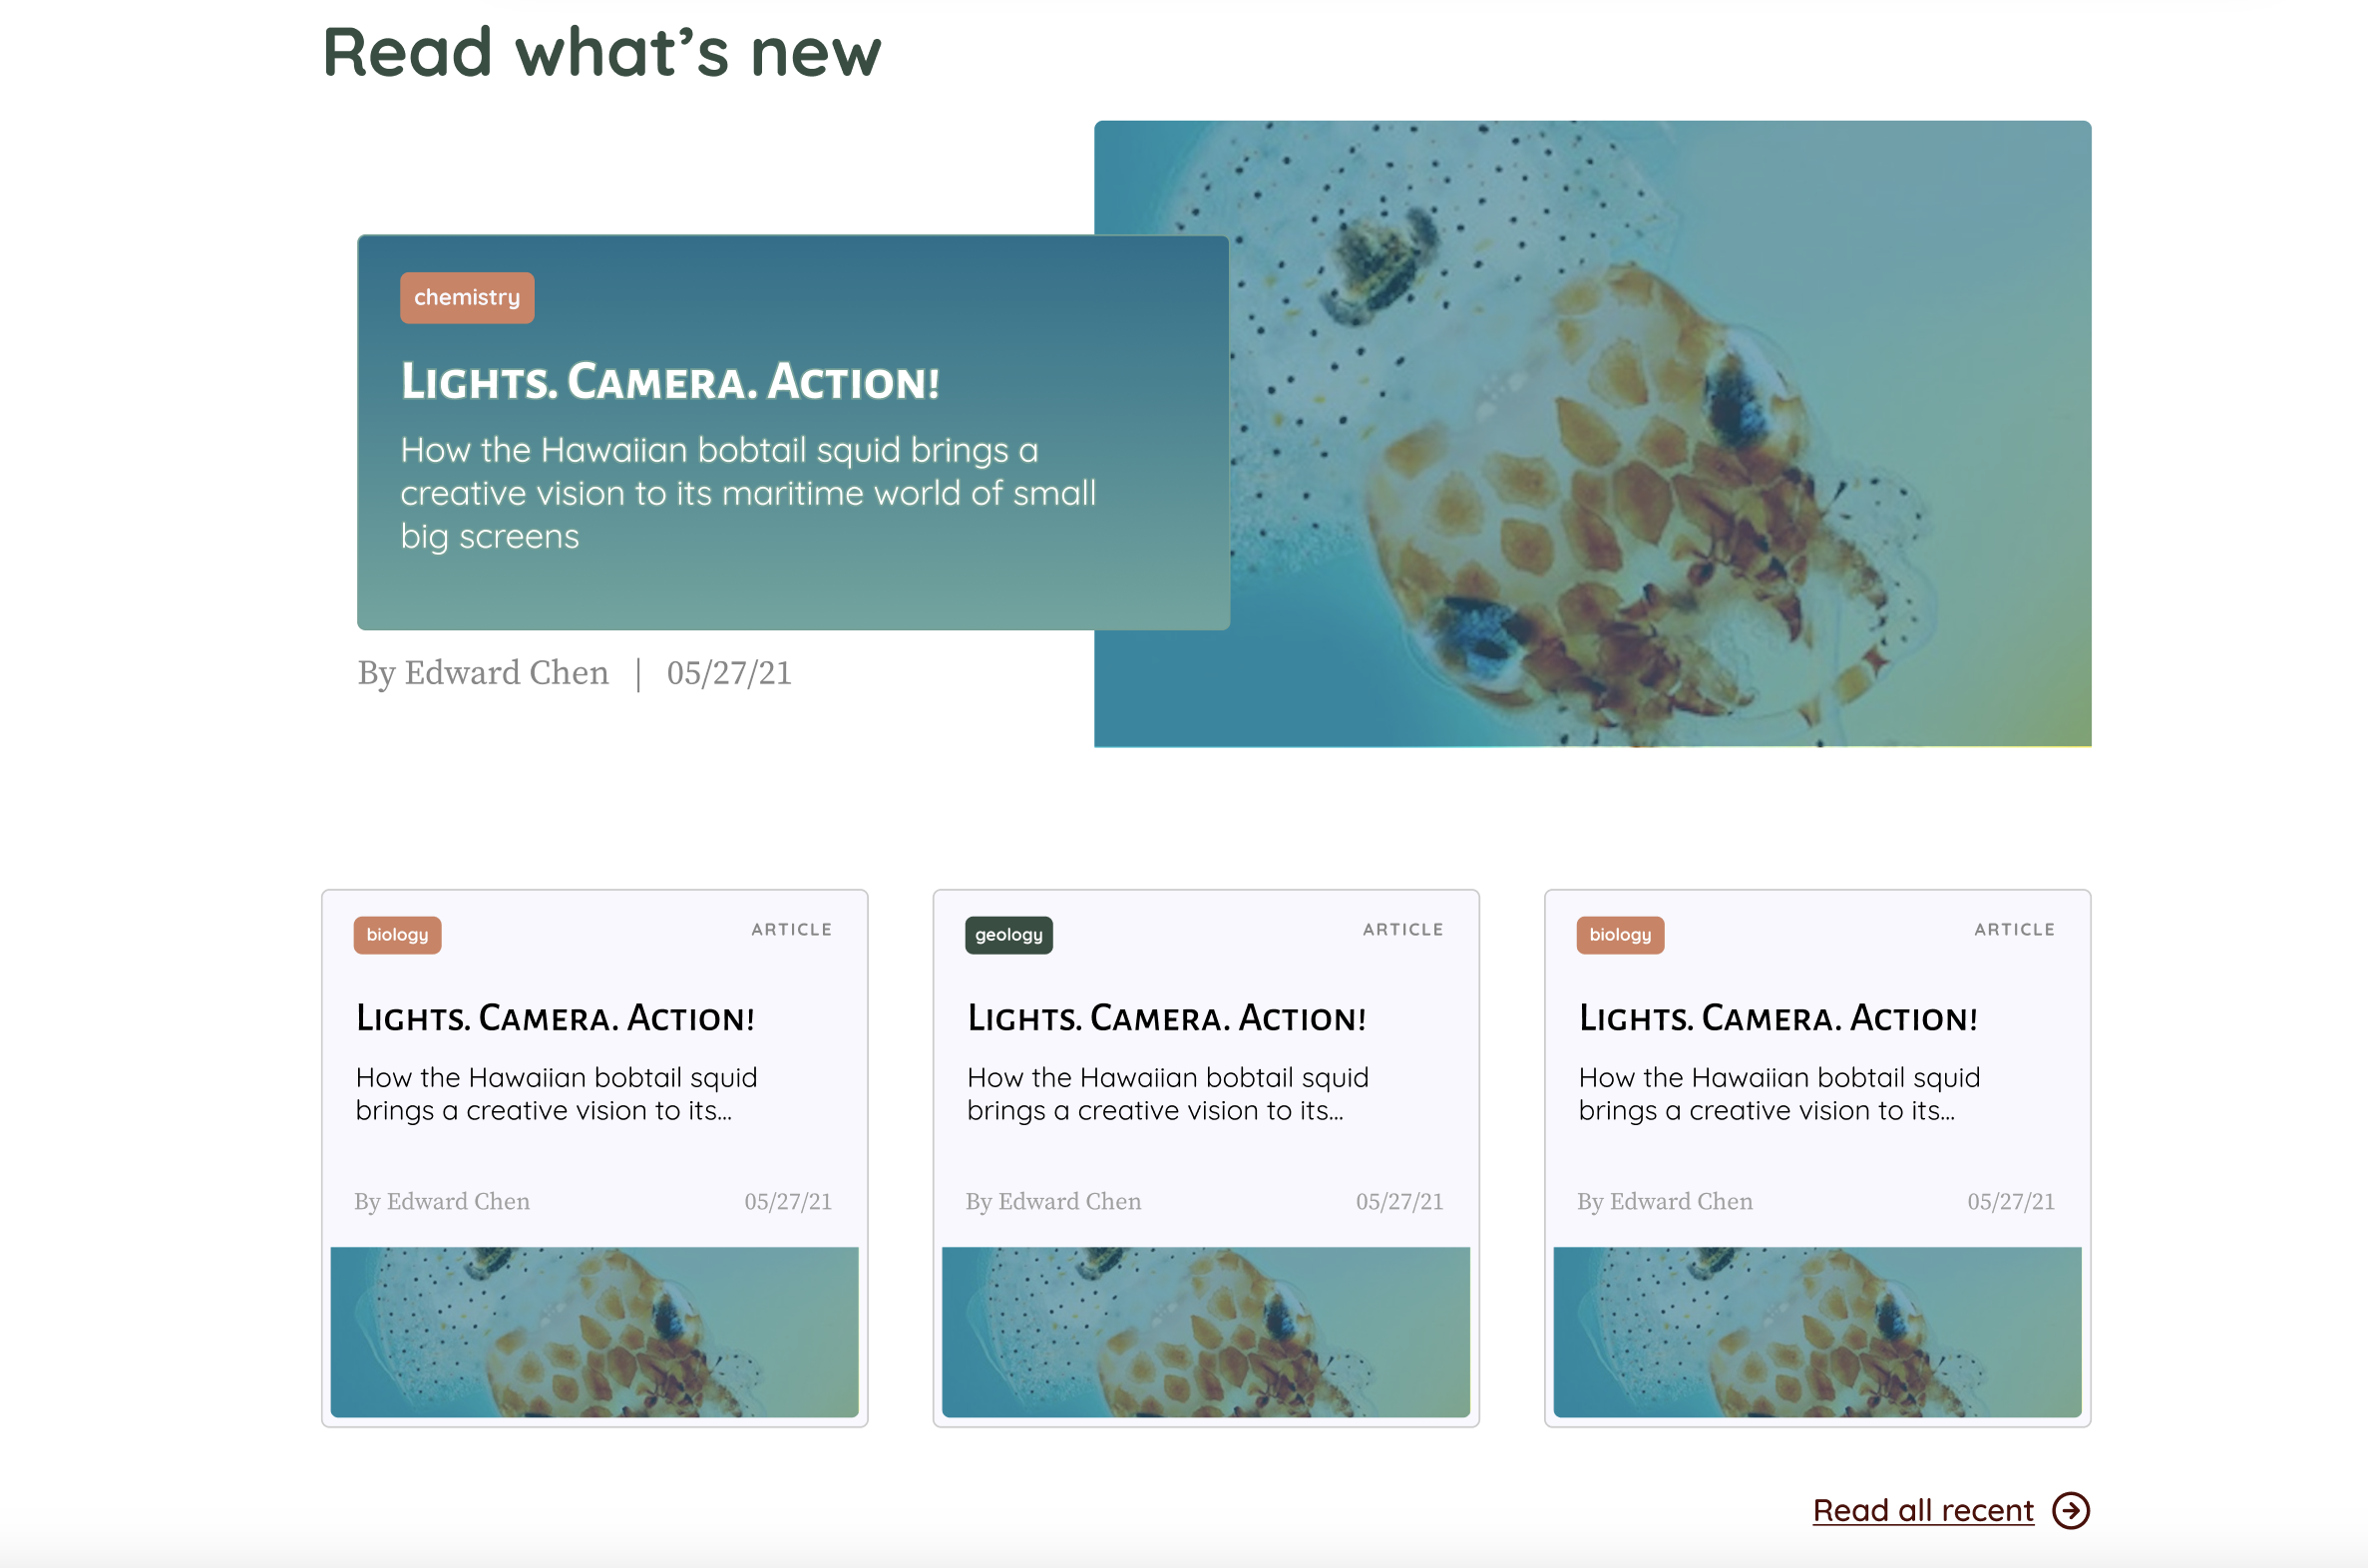 Read what’s new
chemistry
Lights. Camera. Action!
How the Hawaiian bobtail squid brings a
creative vision to its maritime world of small
big screens
By Edward Chen | 05/27/21
biology ARTICLE
Lights. Camera. Action!
How the Hawaiian bobtail squid
brings a creative vision to its...
By Edward Chen 05/27/21
geology ARTICLE
Lights. Camera. Action!
How the Hawaiian bobtail squid
brings a creative vision to its...
By Edward Chen 05/27/21
biology ARTICLE
Lights. Camera. Action!
How the Hawaiian bobtail squid
brings a creative vision to its...
By Edward Chen 05/27/21
Read all recent